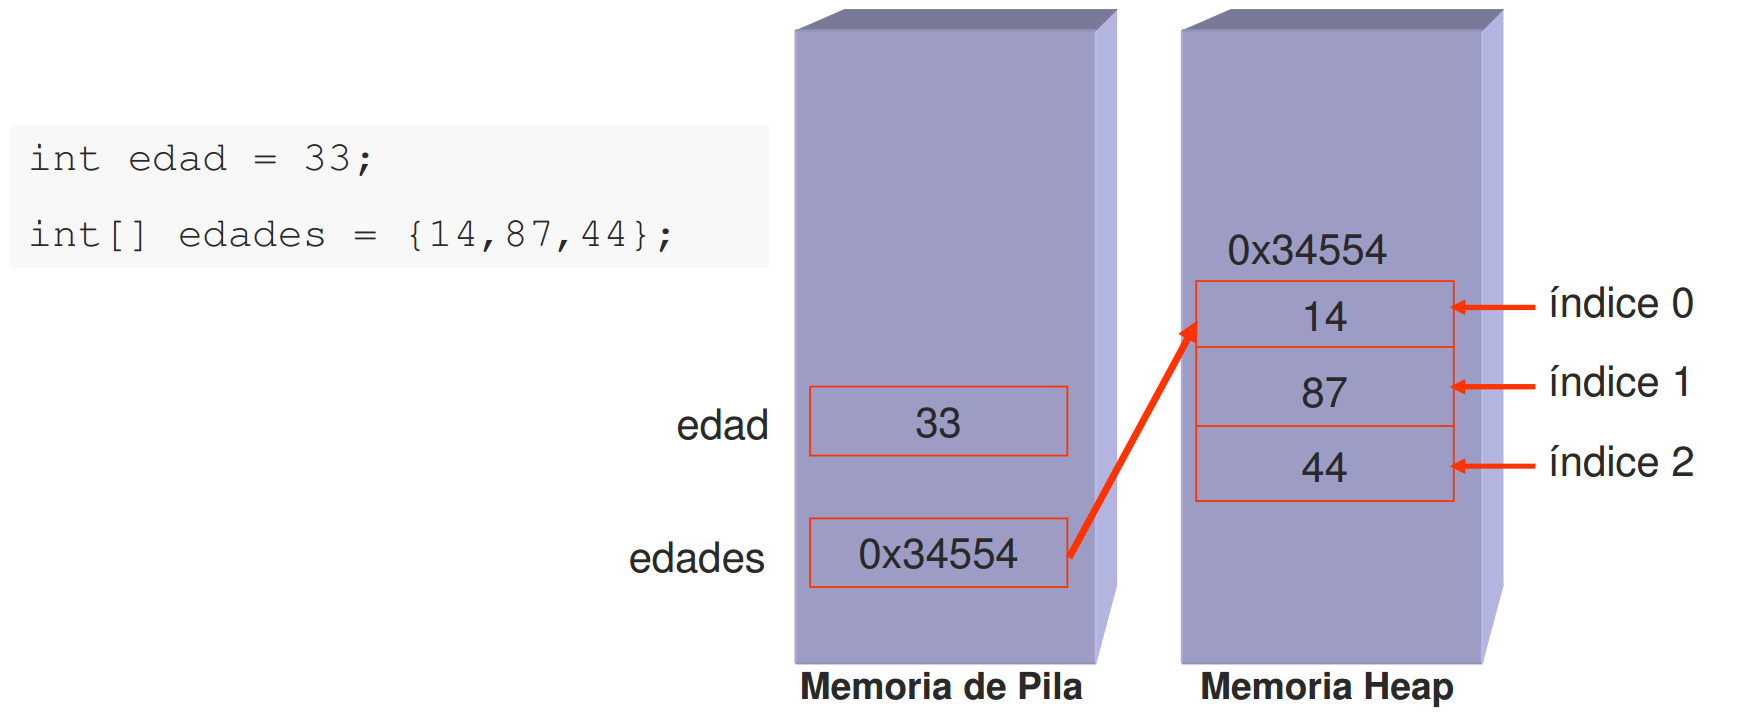 int edad = 33;
int[] edades = {14,87,44};
0x34554
14
índice 0
87
índice 1
44
índice 2
edad
33
edades
0x34554
Memoria de Pila
Memoria Heap